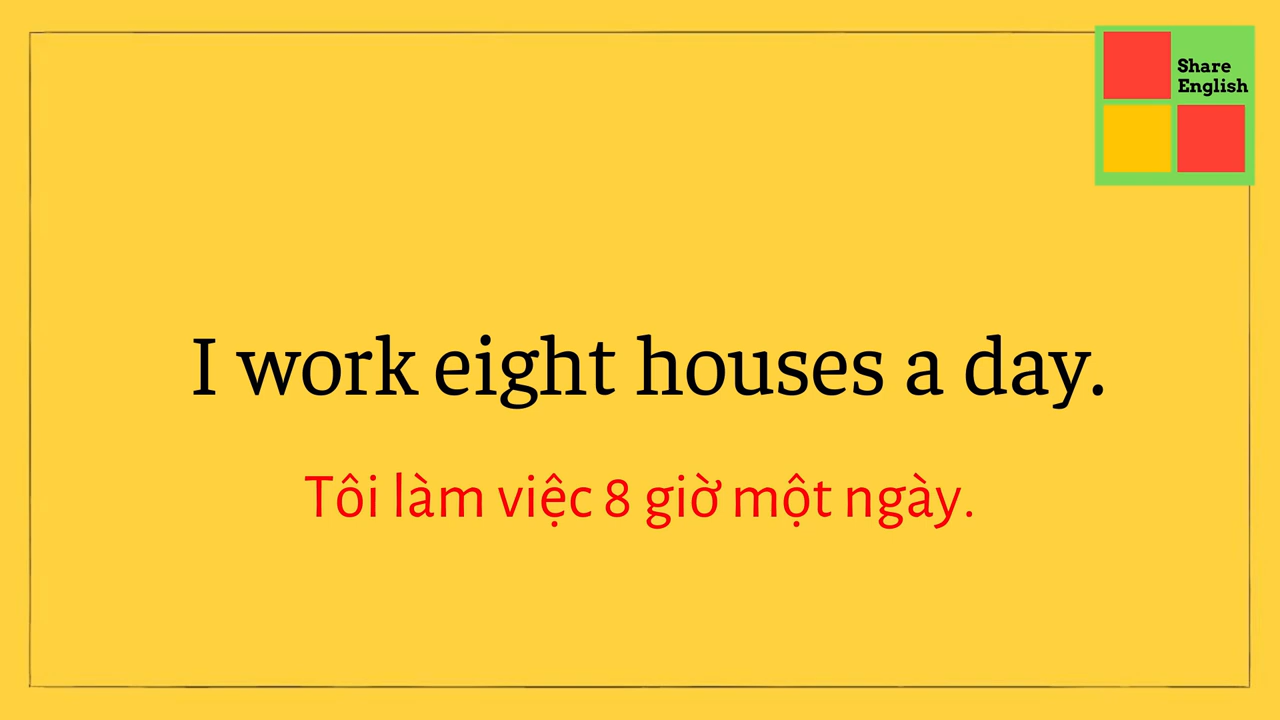 Share
English
I work eight houses a day.
Tôi làm việc 8 giờ một ngày.